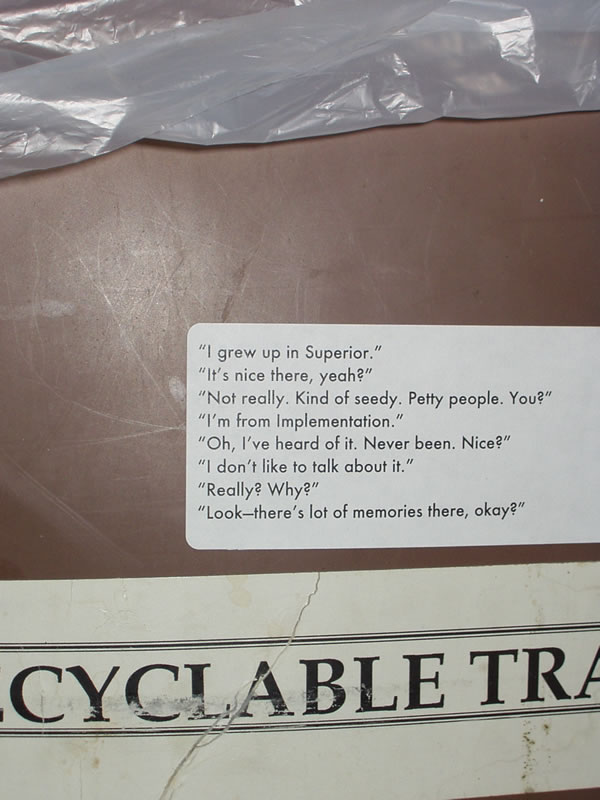 “I grew up in Superior.”
“It’s nice there, yeah?”
“Not really. Kind of seedy. Petty people. You?”
“I’m from Implementation.”
“Oh, I’ve heard of it. Never been. Nice?”
“I don’t like to talk about it.”
“Really? Why?”
“Look—there’s lot of memories there, okay?”
ECYCLABLE TRA